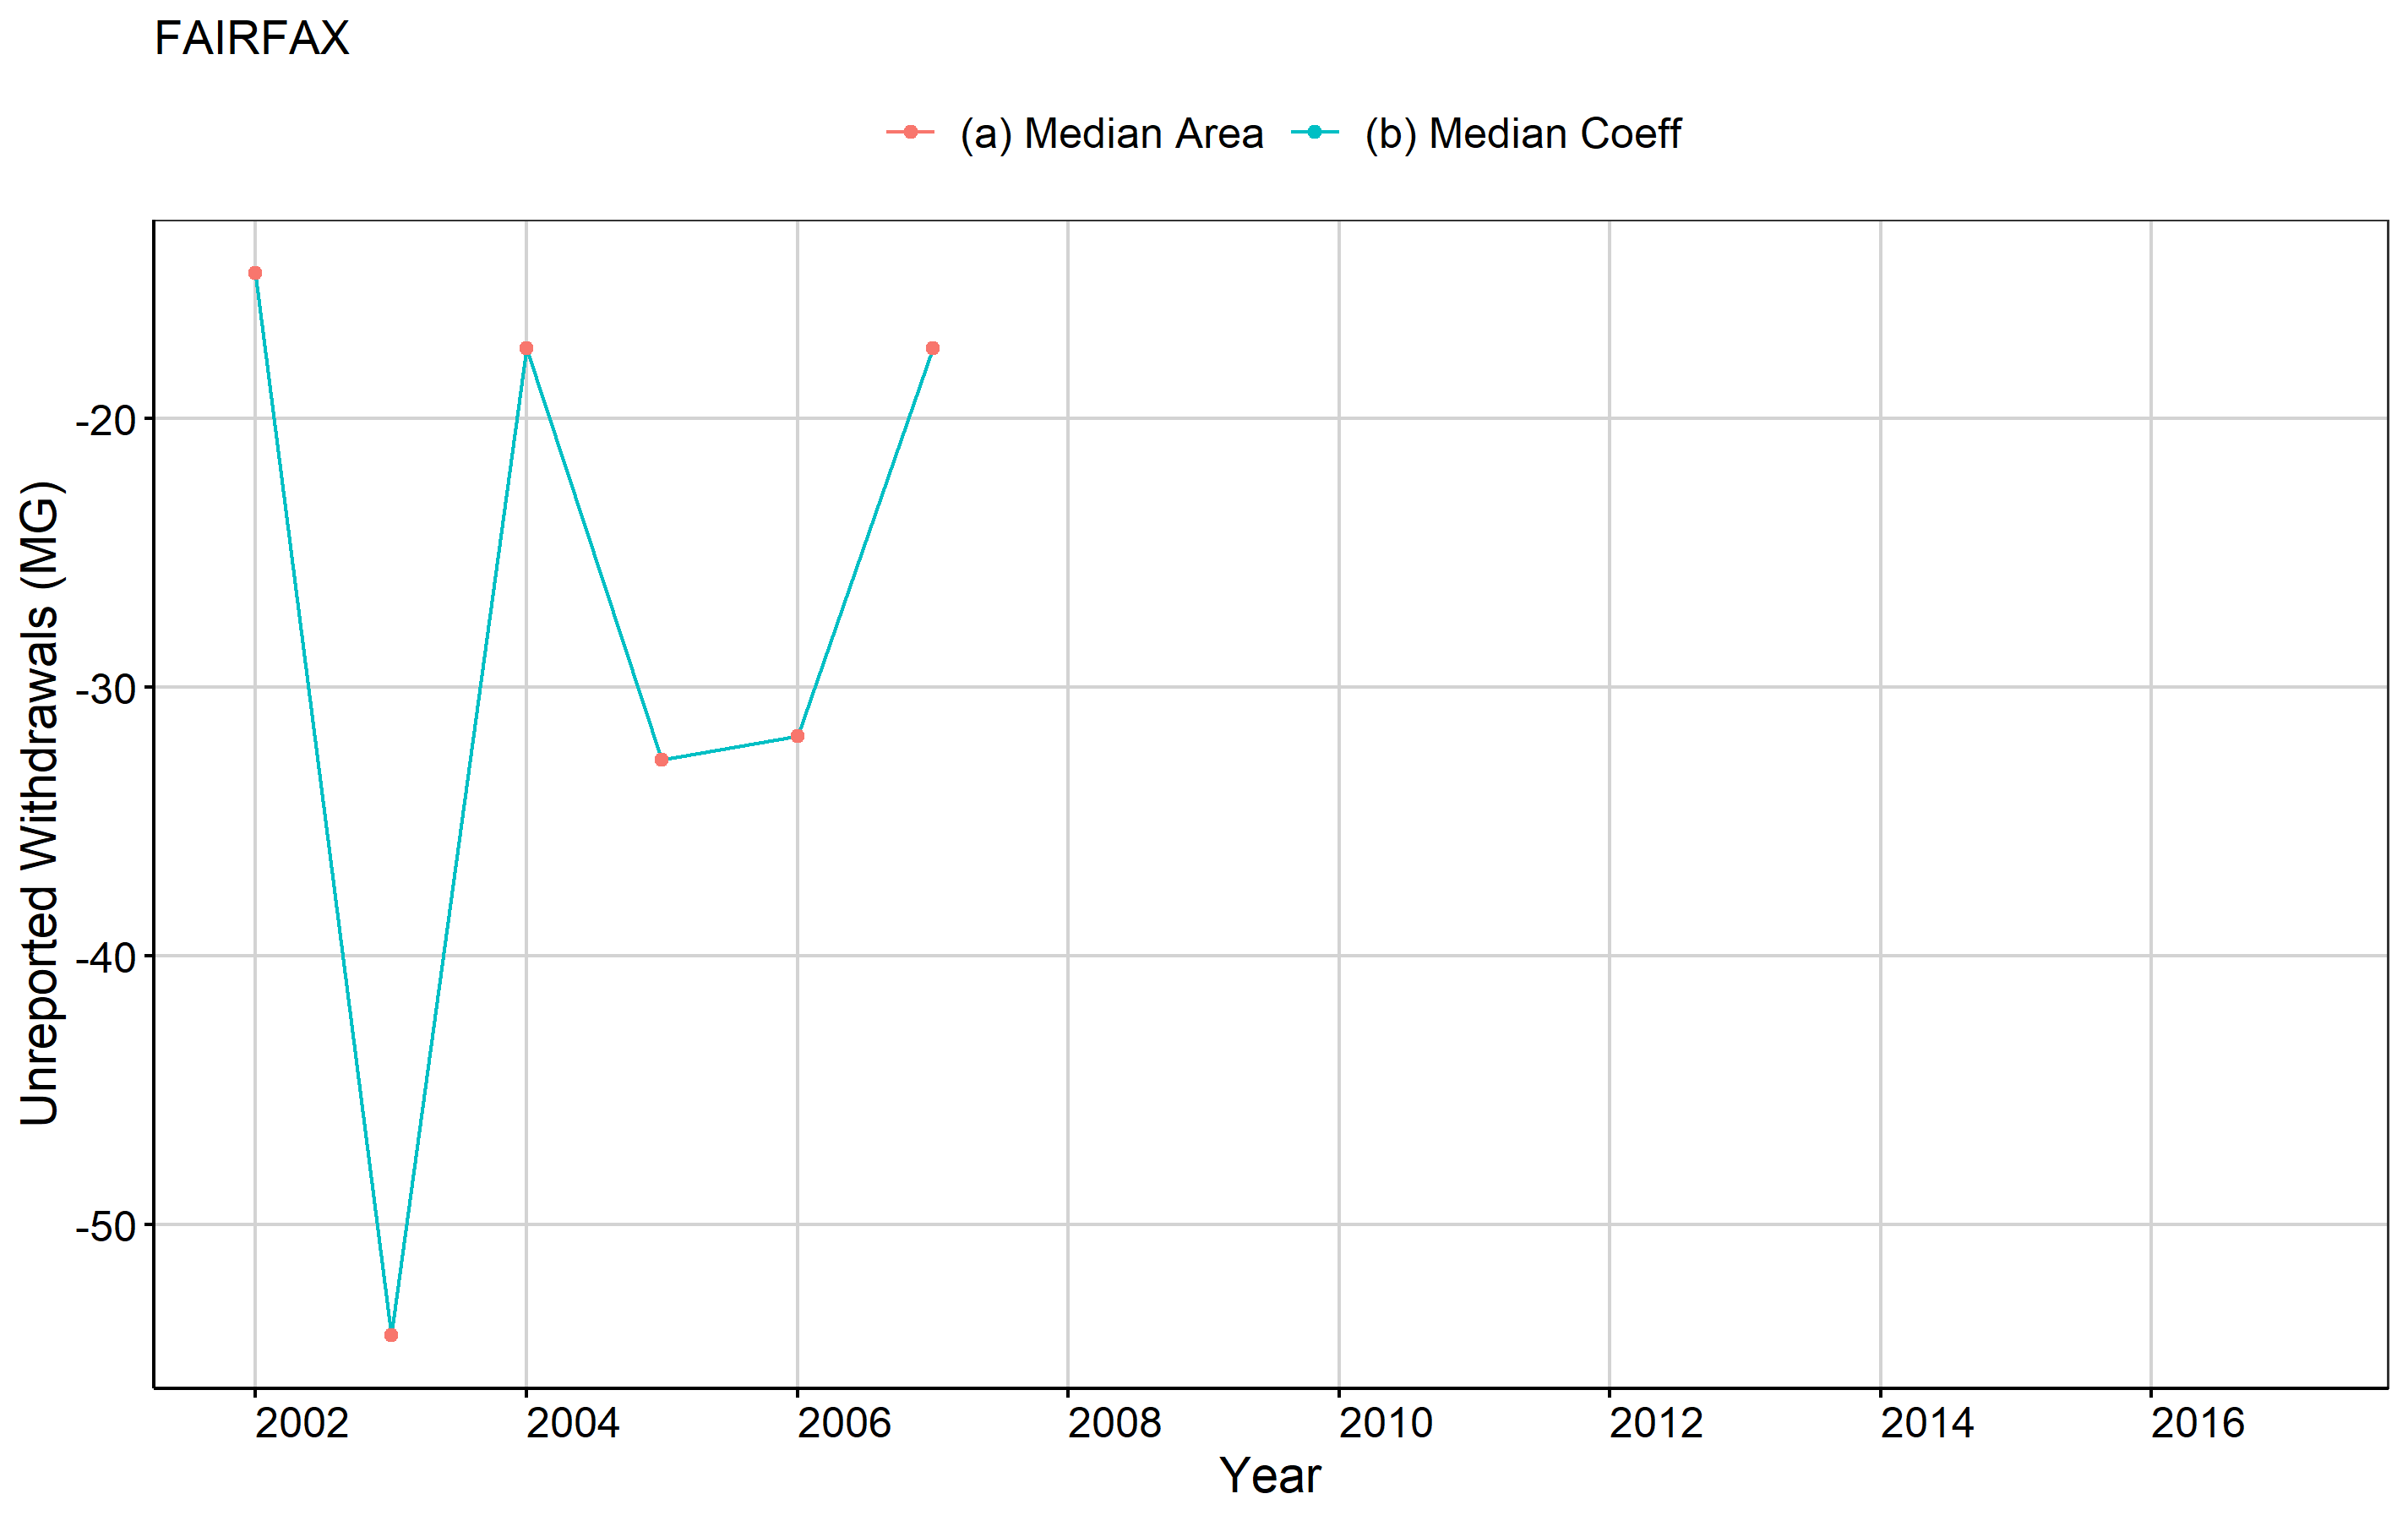 FAIRFAX
(a) Median Area (b) Median Coeff
Unreported Withdrawals (MG)
-20
-30
-40
-50
2002 2004 2006 2008 2010 2012 2014 2016
Year